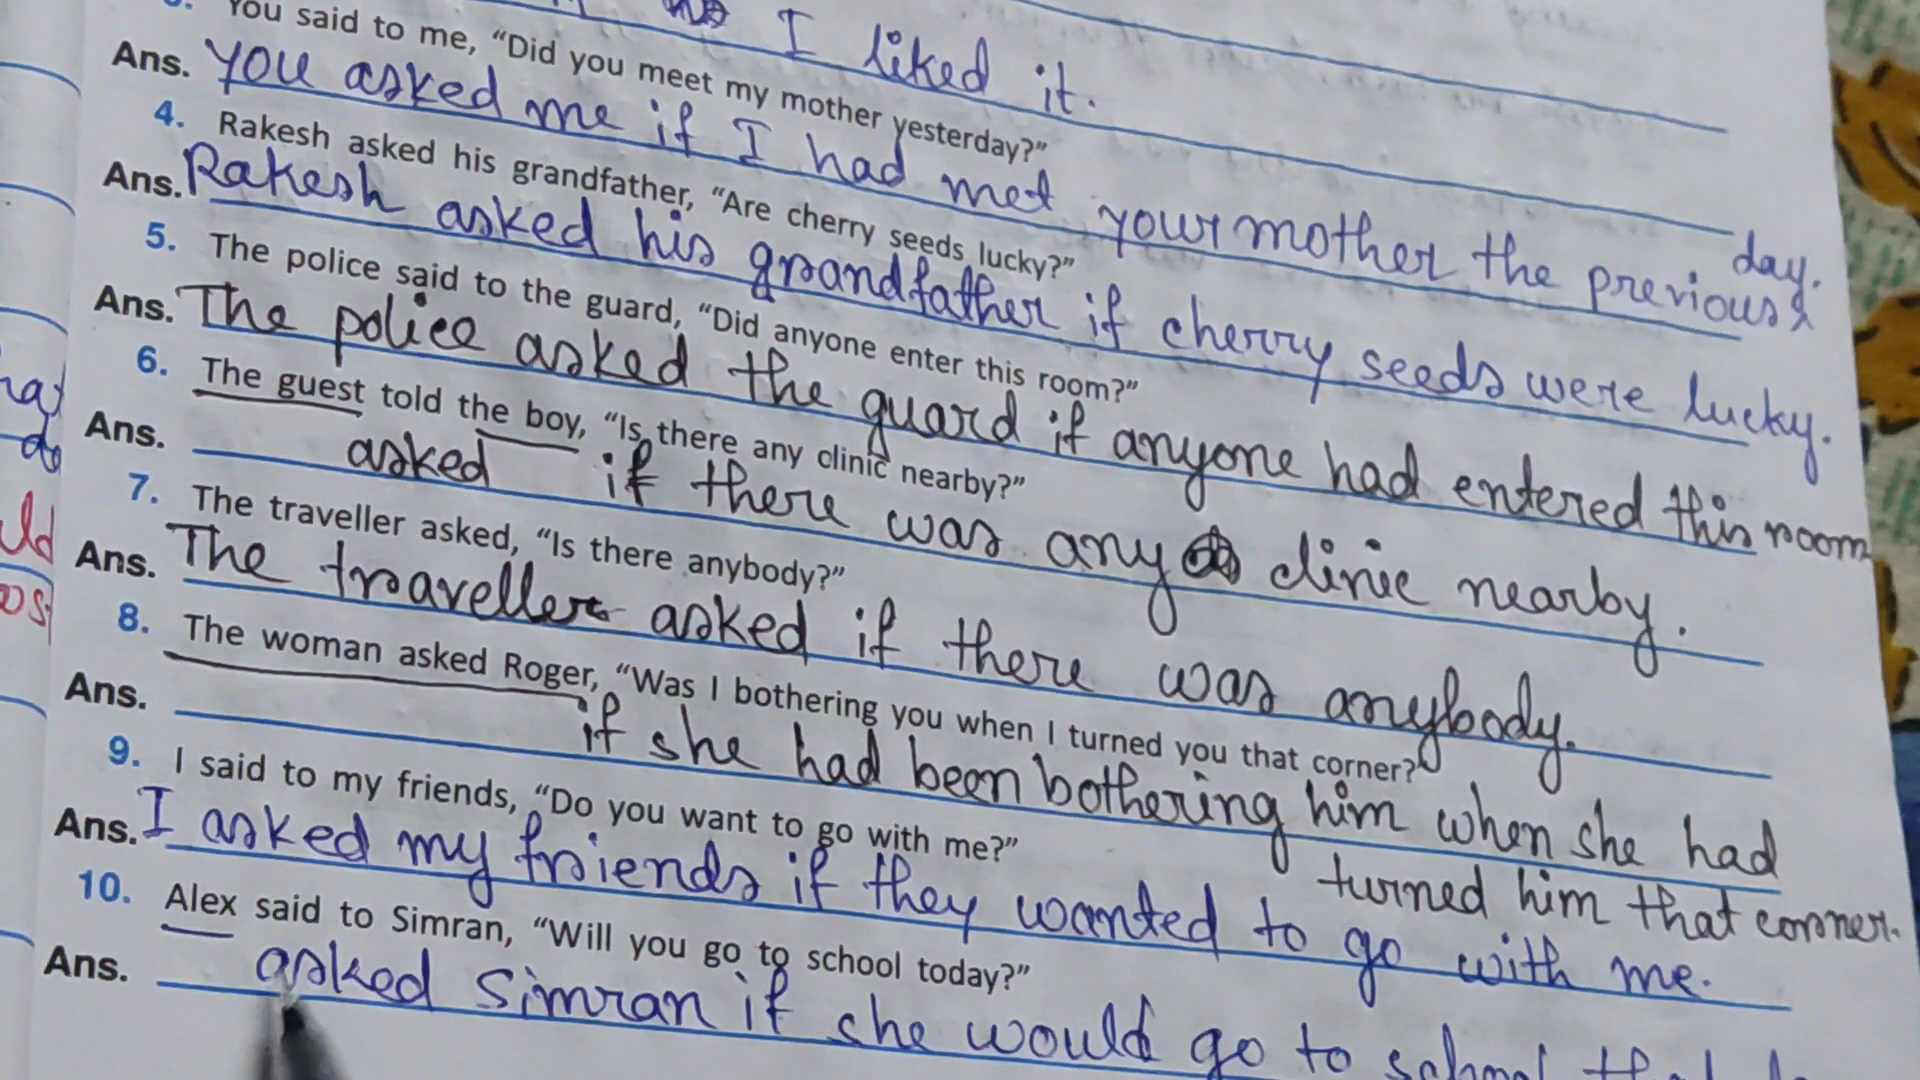 I liked it.
You said to me, “Did you meet my mother yesterday?”
Ans. You asked me if I had met your mother the previous day.
4. Rakesh asked his grandfather, “Are cherry seeds lucky?”
Ans. Rakesh asked his grandfather if cherry seeds were lucky.
5. The police said to the guard, “Did anyone enter this room?”
Ans. The police asked the guard if anyone had entered this room
6. The guest told the boy, “Is there any clinic nearby?”
Ans. asked if there was any clinic nearby.
7. The traveller asked, “Is there anybody?”
Ans. The traveller asked if there was anybody.
8. The woman asked Roger, “Was I bothering you when I turned you that corner?”
Ans. if she had been bothering him when she had
turned him that corner.
9. I said to my friends, “Do you want to go with me?”
Ans. I asked my friends if they wanted to go with me.
10. Alex said to Simran, “Will you go to school today?”
Ans. asked Simran if she would go to school